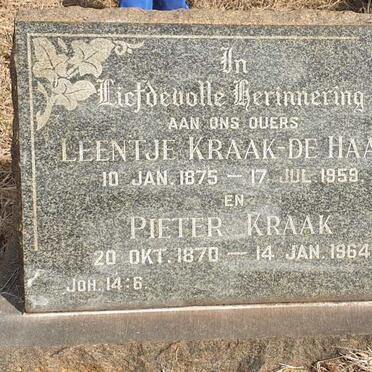 In
Liefdevolle Herinnering
AAN ONS OUERS
LEENTJE KRAAK-DE HAA
10 JAN. 1875 — 17 JUL 1959.
EN
PIETER KRAAK
20 OKT. 1870 — 14 JAN. 1964
JOH. 14:6.